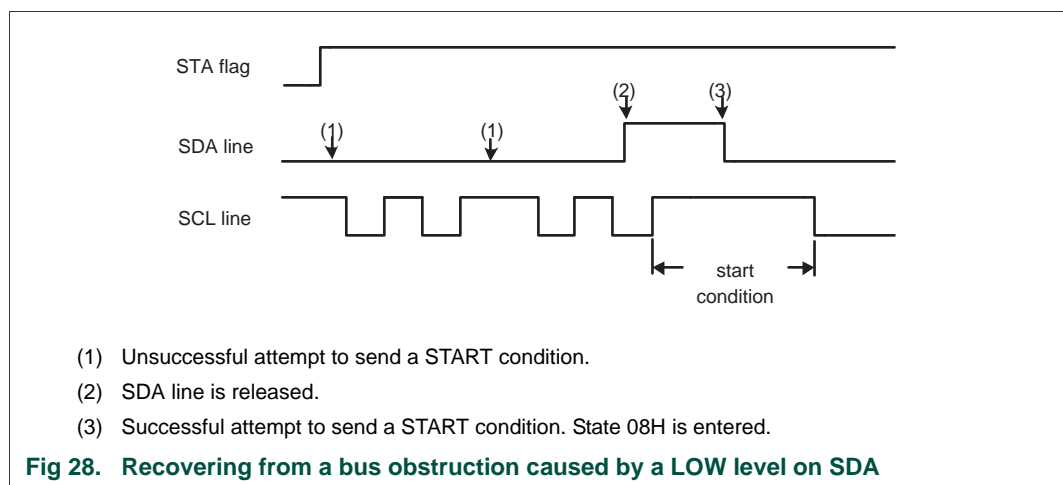 STA flag
(2) (3)
(1) (1)
SDA line
SCL line
start
condition
(1) Unsuccessful attempt to send a START condition.
(2) SDA line is released.
(3) Successful attempt to send a START condition. State 08H is entered.
Fig 28. Recovering from a bus obstruction caused by a LOW level on SDA